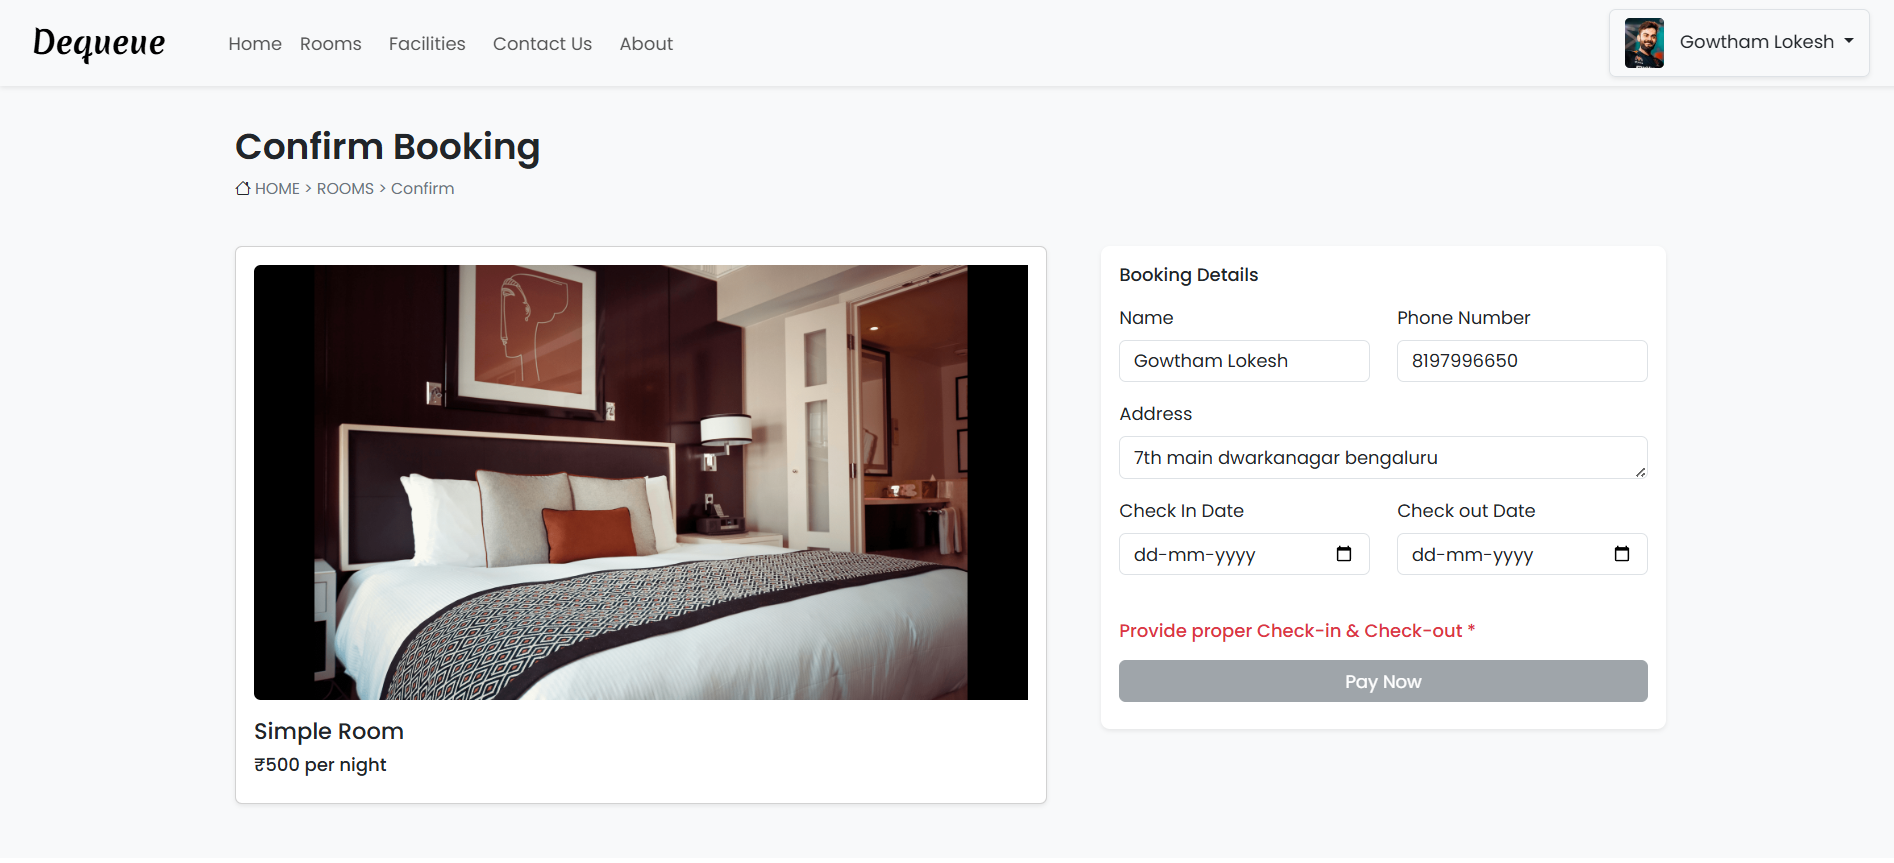 Dequeue
Home Rooms Facilities Contact Us About
Gowtham Lokesh
Confirm Booking
HOME > ROOMS > Confirm
Simple Room
₹500 per night
Booking Details
Name Phone Number
Gowtham Lokesh 8197996650
Address
7th main dwarkanagar bengaluru
Check In Date Check out Date
dd-mm-yyyy dd-mm-yyyy
Provide proper Check-in & Check-out *
Pay Now